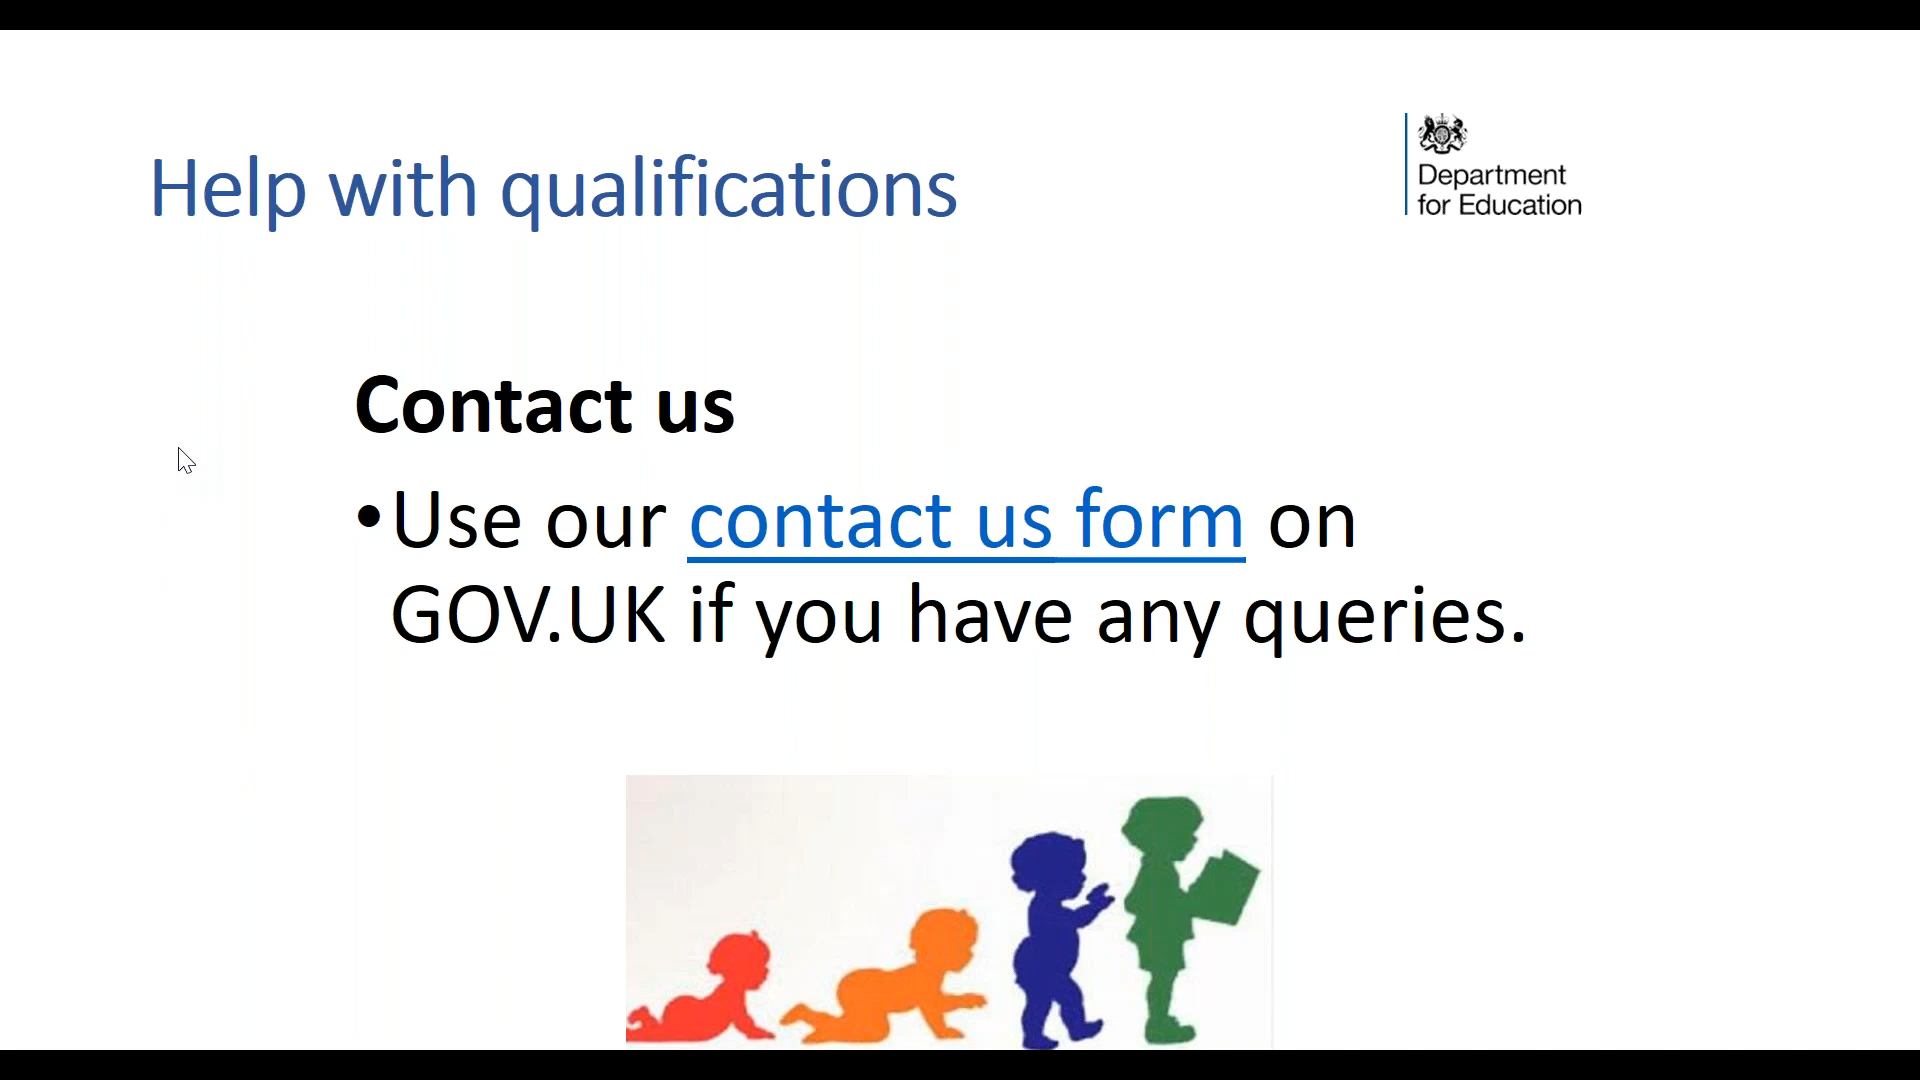 Help with qualifications
Department
for Education
Contact us
•Use our contact us form on
GOV.UK if you have any queries.